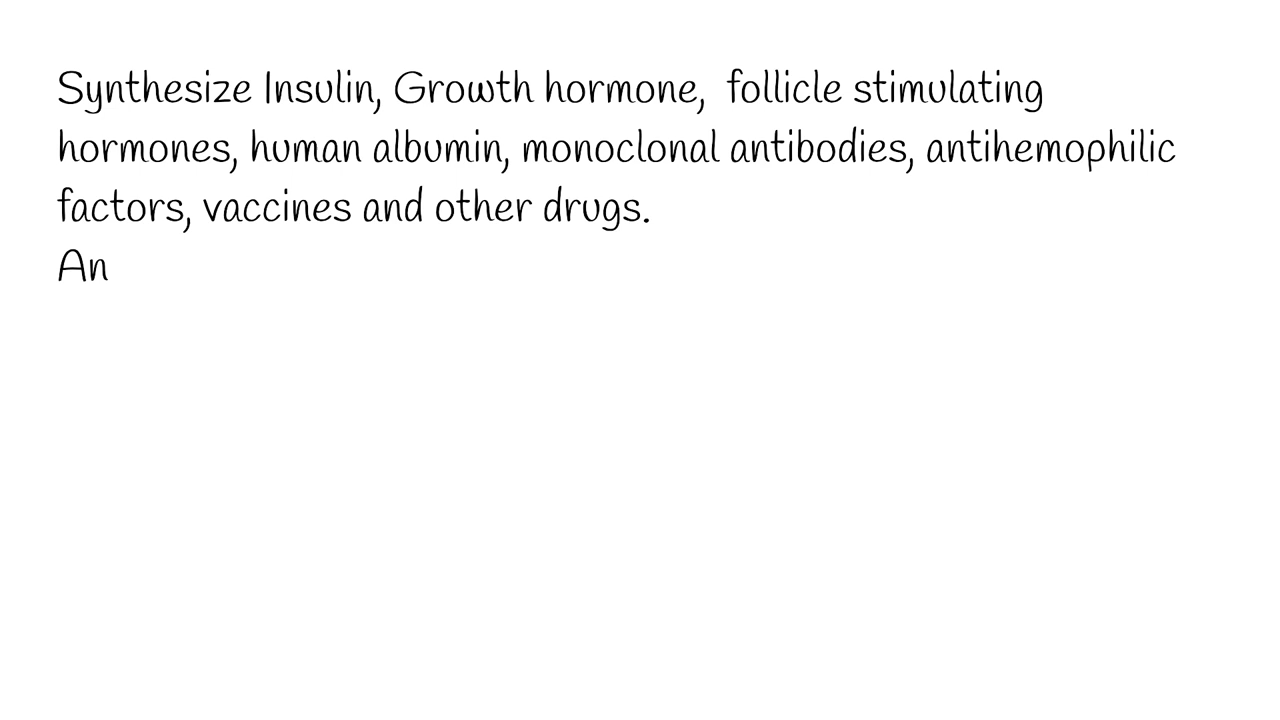 Synthesize Insulin, Growth hormone,  follicle stimulating
hormones, human albumin, monoclonal antibodies, antihemophilic
factors, vaccines and other drugs.
An